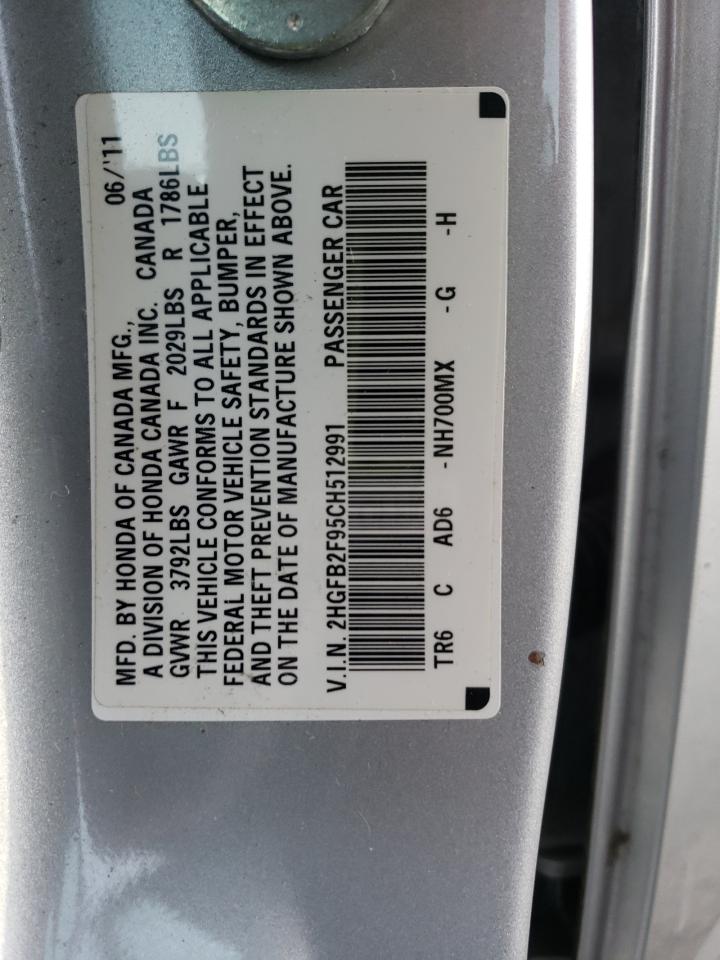 MFD. BY HONDA OF CANADA MFG., 06/'11
A DIVISION OF HONDA CANADA INC. CANADA
GVWR 3792LBS GAWR F 2029LBS R 1786LBS
THIS VEHICLE CONFORMS TO ALL APPLICABLE
FEDERAL MOTOR VEHICLE SAFETY, BUMPER,
AND THEFT PREVENTION STANDARDS IN EFFECT
ON THE DATE OF MANUFACTURE SHOWN ABOVE.
V.I.N. 2HGFB2F95CH512991 PASSENGER CAR
TR6 C AD6 -NH700MX -G -H